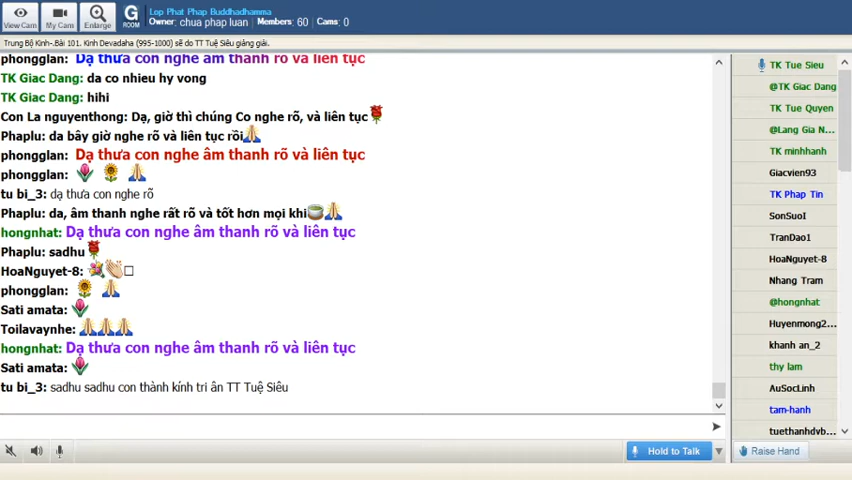 Lop Phat Phap Buddhadhamma
Owner: chua phap luan Members: 60 Cams: 0
View Cam
My Cam
Enlarge
G
ROOM
Trung Bộ Kinh-.Bài 101. Kinh Devadaha (995-1000) sẽ do TT Tuệ Siêu giảng giải.
phongglan: Dạ thưa con nghe âm thanh rõ và liên tục
TK Giac Dang: da co nhieu hy vong
TK Giac Dang: hihi
Con La nguyenthong: Dạ, giờ thì chúng Co nghe rõ, và liên tục
Phaplu: da bây giờ nghe rõ và liên tục rồi
phongglan: Dạ thưa con nghe âm thanh rõ và liên tục
phongglan:
tu bi_3: dạ thưa con nghe rõ
Phaplu: da, âm thanh nghe rất rõ và tốt hơn mọi khi
hongnhat: Dạ thưa con nghe âm thanh rõ và liên tục
Phaplu: sadhu
HoaNguyet-8:
phongglan:
Sati amata:
Toilavaynhe:
hongnhat: Dạ thưa con nghe âm thanh rõ và liên tục
Sati amata:
tu bi_3: sadhu sadhu con thành kính tri ân TT Tuệ Siêu
Hold to Talk
TK Tue Sieu
@TK Giac Dang
TK Tue Quyen
@Lang Gia N...
TK minhhanh
Giacvien93
TK Phap Tin
SonSuoI
TranDao1
HoaNguyet-8
Nhang Tram
@hongnhat
Huyenmong2...
khanh an_2
thy lam
AuSocLinh
tam-hanh
tuethanhdvb...
Raise Hand